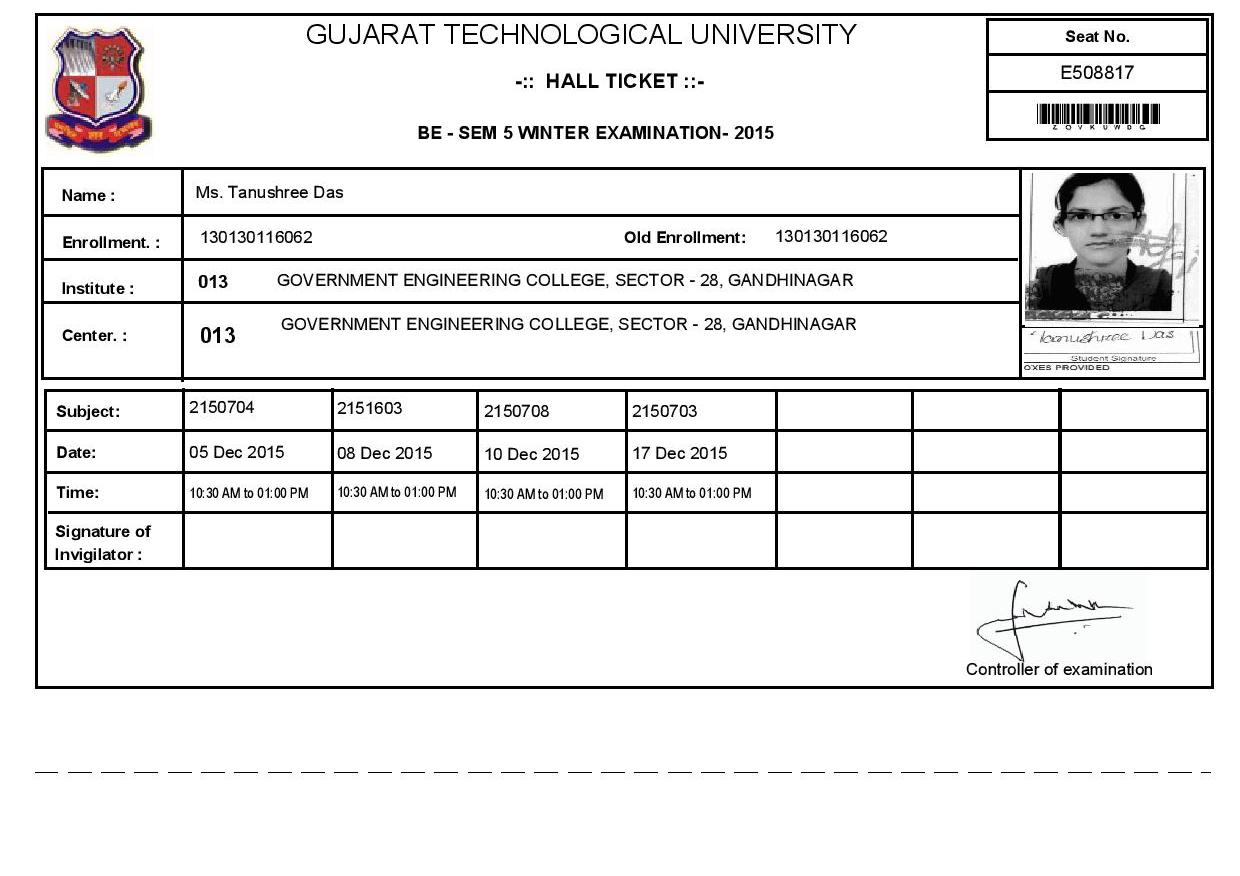 GUJARAT TECHNOLOGICAL UNIVERSITY
-:: HALL TICKET ::-
BE - SEM 5 WINTER EXAMINATION- 2015
Seat No.
E508817
Z O V K U W D G
Name : Ms. Tanushree Das
Enrollment. : 130130116062 Old Enrollment: 130130116062
Institute : 013 GOVERNMENT ENGINEERING COLLEGE, SECTOR - 28, GANDHINAGAR
Center. : 013 GOVERNMENT ENGINEERING COLLEGE, SECTOR - 28, GANDHINAGAR
Tanushree Das
Student Signature
OXES PROVIDED
Subject: 2150704 2151603 2150708 2150703
Date: 05 Dec 2015 08 Dec 2015 10 Dec 2015 17 Dec 2015
Time: 10:30 AM to 01:00 PM 10:30 AM to 01:00 PM 10:30 AM to 01:00 PM 10:30 AM to 01:00 PM
Signature of
Invigilator :
Controller of examination